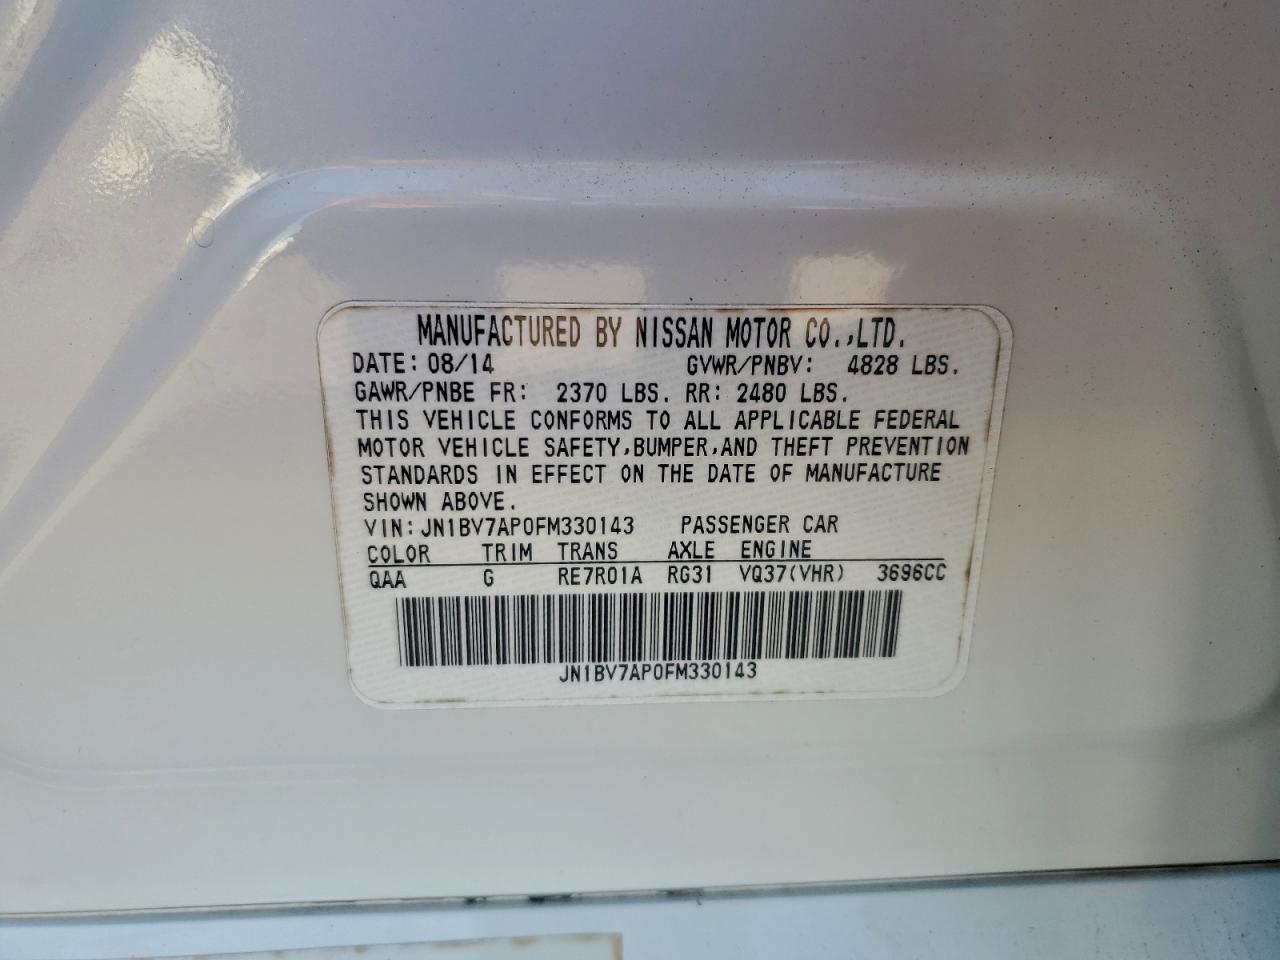 MANUFACTURED BY NISSAN MOTOR CO.,LTD.
DATE: 08/14 GVWR/PNBV: 4828 LBS.
GAWR/PNBE FR: 2370 LBS. RR: 2480 LBS.
THIS VEHICLE CONFORMS TO ALL APPLICABLE FEDERAL
MOTOR VEHICLE SAFETY,BUMPER,AND THEFT PREVENTION
STANDARDS IN EFFECT ON THE DATE OF MANUFACTURE
SHOWN ABOVE.
VIN: JN1BV7AP0FM330143 PASSENGER CAR
COLOR TRIM TRANS AXLE ENGINE
QAA G RE7R01A RG31 VQ37(VHR) 3696CC
JN1BV7AP0FM330143